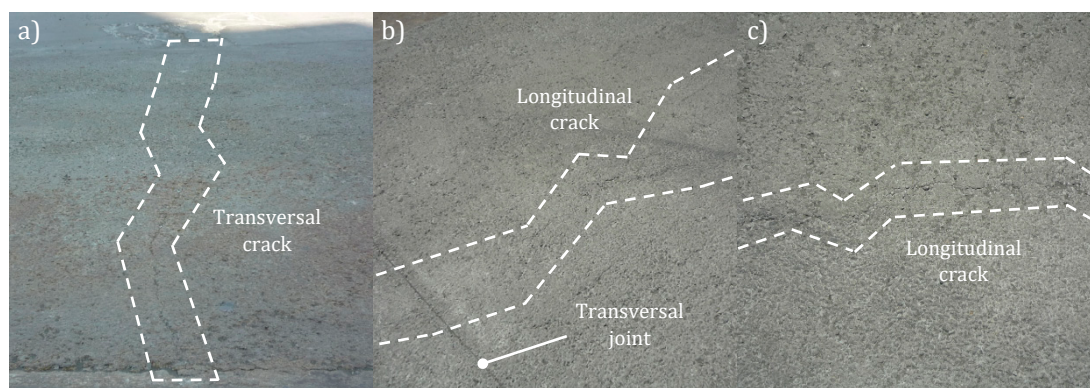 a)
Transversal
crack
b)
Longitudinal
crack
Transversal
joint
c)
Longitudinal
crack